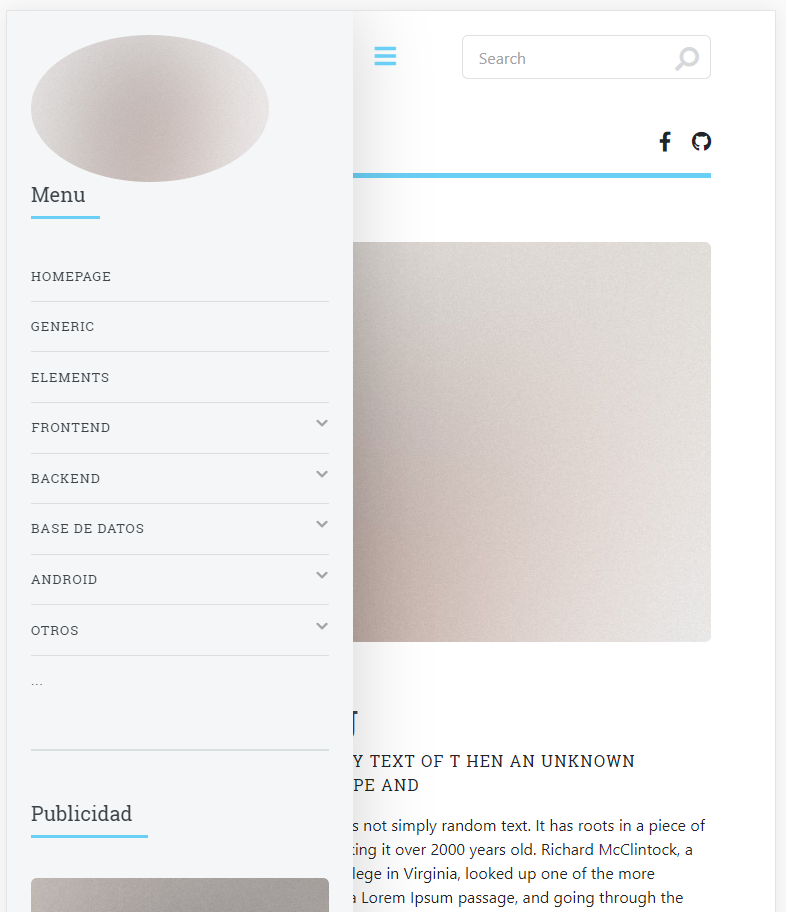 Search
Menu
HOMEPAGE
GENERIC
ELEMENTS
FRONTEND
BACKEND
BASE DE DATOS
ANDROID
OTROS
...
Publicidad
Y TEXT OF T HEN AN UNKNOWN
PE AND
s not simply random text. It has roots in a piece of
ing it over 2000 years old. Richard McClintock, a
lege in Virginia, looked up one of the more
a Lorem Ipsum passage, and going through the